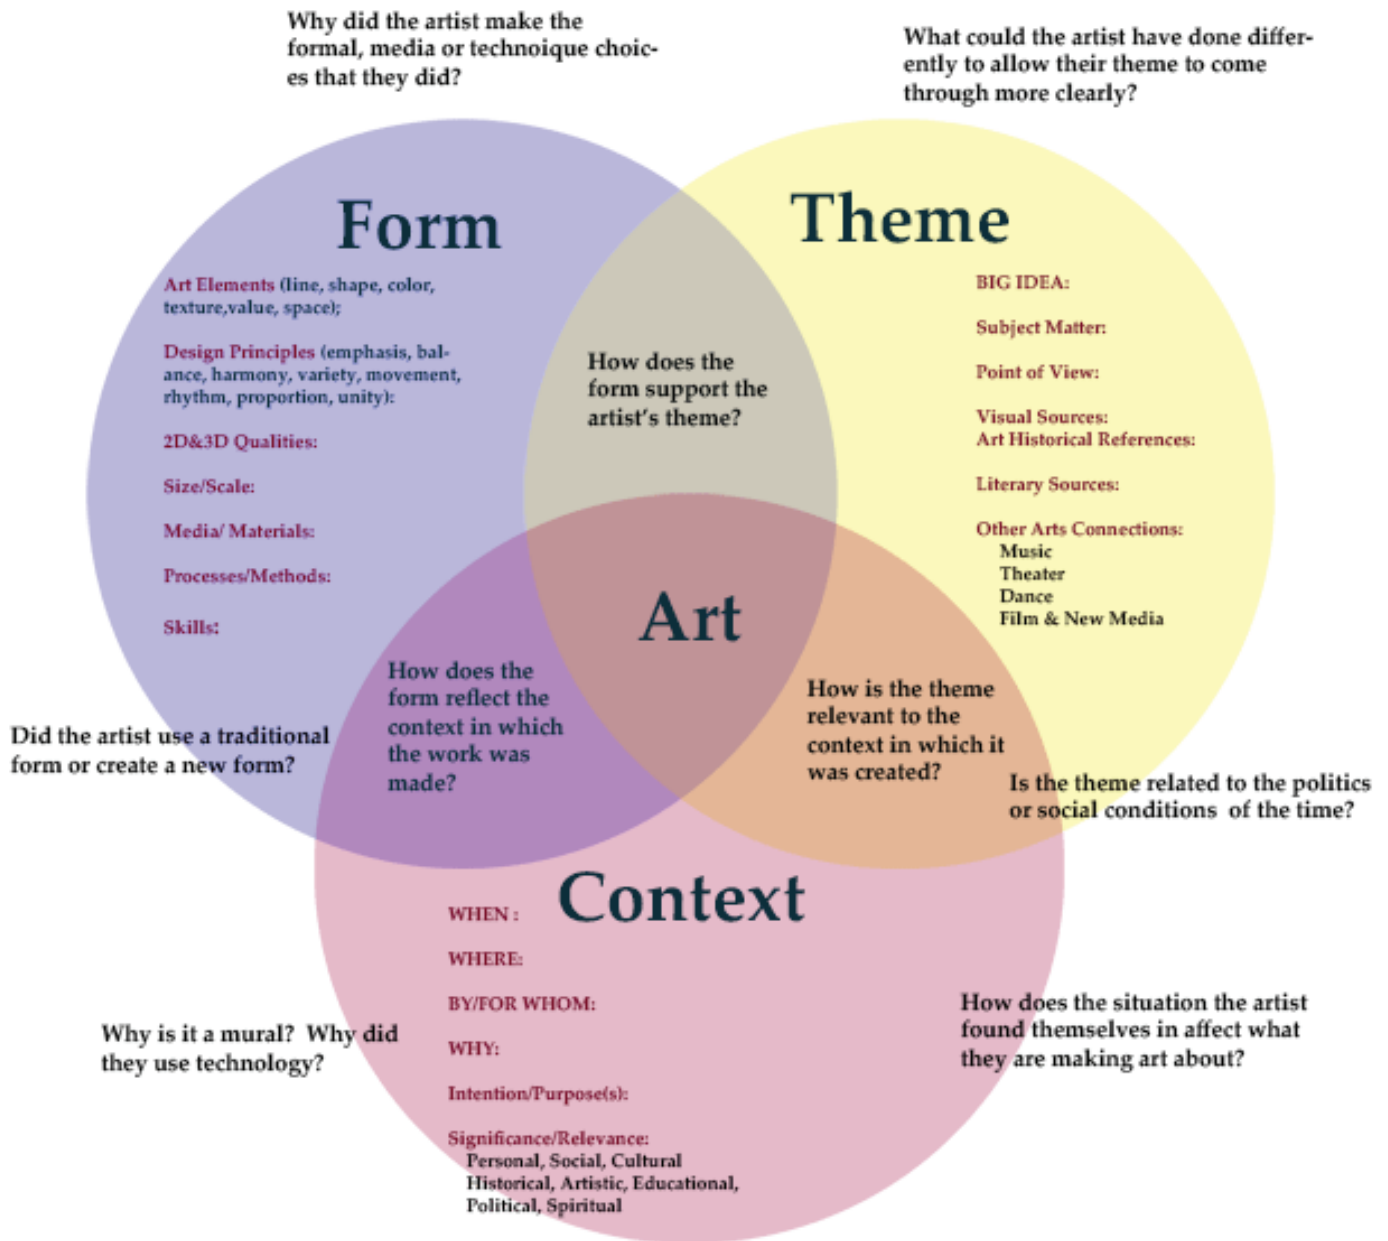 Why did the artist make the
formal, media or technoique choic-
es that they did?
What could the artist have done differ-
ently to allow their theme to come
through more clearly?
Form
Art Elements (line, shape, color,
texture,value, space);
Design Principles (emphasis, bal-
ance, harmony, variety, movement,
rhythm, proportion, unity):
2D&3D Qualities:
Size/Scale:
Media/ Materials:
Processes/Methods:
Skills:
Theme
BIG IDEA:
Subject Matter:
Point of View:
Visual Sources:
Art Historical References:
Literary Sources:
Other Arts Connections:
Music
Theater
Dance
Film & New Media
How does the
form support the
artist's theme?
Art
How does the
form reflect the
context in which
the work was
made?
How is the theme
relevant to the
context in which it
was created?
Did the artist use a traditional
form or create a new form?
Is the theme related to the politics
or social conditions of the time?
Context
WHEN :
WHERE:
BY/FOR WHOM:
WHY:
Intention/Purpose(s):
Significance/Relevance:
Personal, Social, Cultural
Historical, Artistic, Educational,
Political, Spiritual
Why is it a mural? Why did
they use technology?
How does the situation the artist
found themselves in affect what
they are making art about?